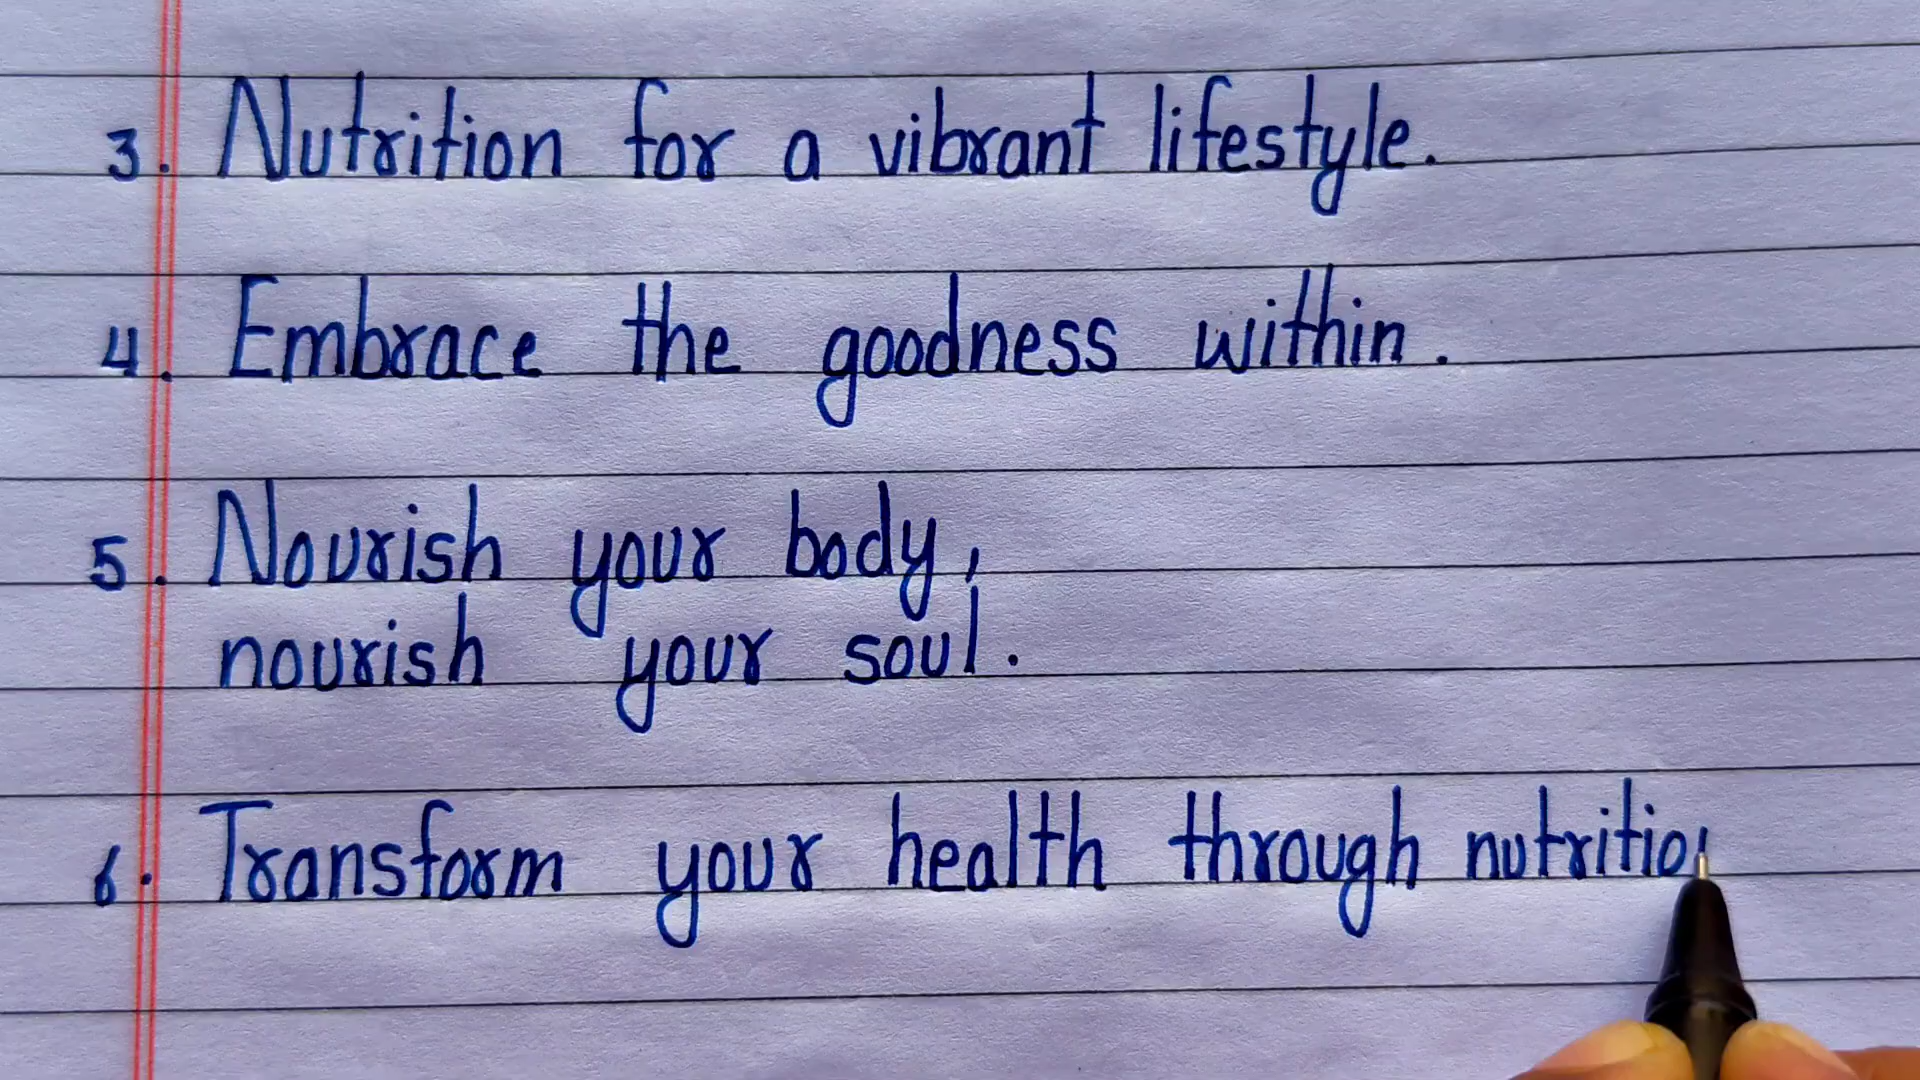 3. Nutrition for a vibrant lifestyle.
4. Embrace the goodness within.
5. Nourish your body,
nourish your soul.
6. Transform your health through nutritio